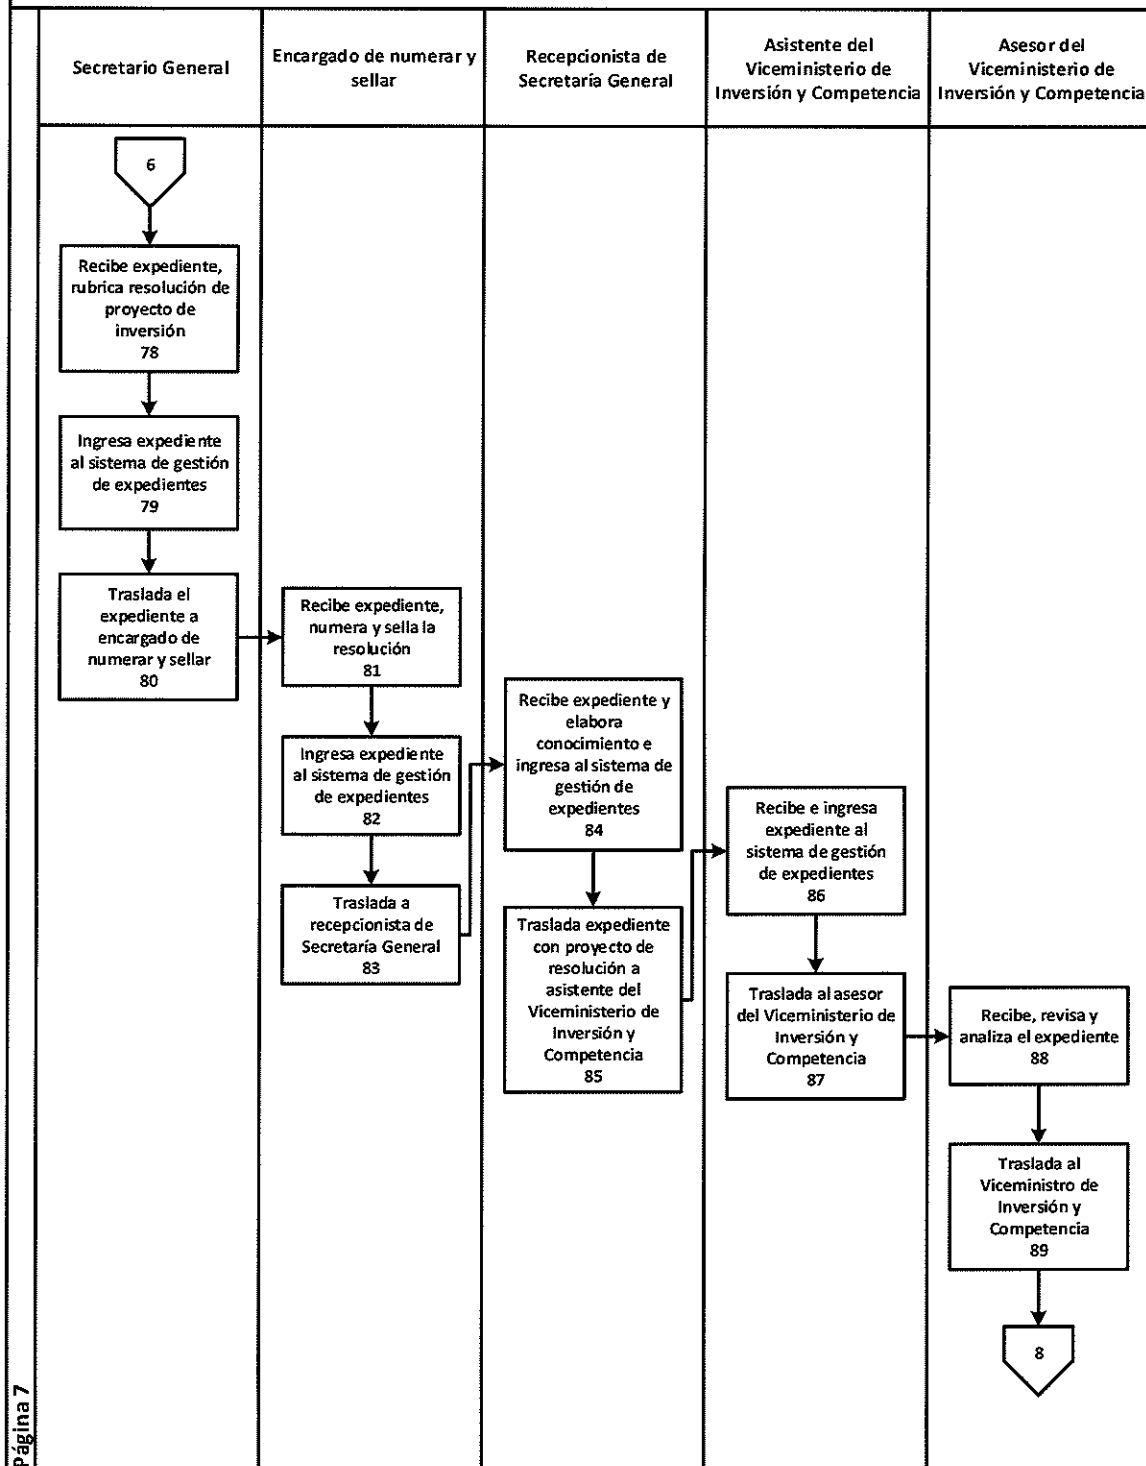 Secretario General
Encargado de numerar y
sellar
Recepcionista de
Secretaría General
Asistente del
Viceministerio de
Inversión y Competencia
Asesor del
Viceministerio de
Inversión y Competencia
6
Recibe expediente,
rubrica resolución de
proyecto de
inversión
78
Ingresa expediente
al sistema de gestión
de expedientes
79
Traslada el
expediente a
encargado de
numerar y sellar
80
Recibe expediente,
numera y sella la
resolución
81
Ingresa expediente
al sistema de gestión
de expedientes
82
Traslada a
recepcionista de
Secretaría General
83
Recibe expediente y
elabora
conocimiento e
ingresa al sistema de
gestión de
expedientes
84
Traslada expediente
con proyecto de
resolución a
asistente del
Viceministerio de
Inversión y
Competencia
85
Recibe e ingresa
expediente al
sistema de gestión
de expedientes
86
Traslada al asesor
del Viceministerio de
Inversión y
Competencia
87
Recibe, revisa y
analiza el expediente
88
Traslada al
Viceministro de
Inversión y
Competencia
89
8
Página 7